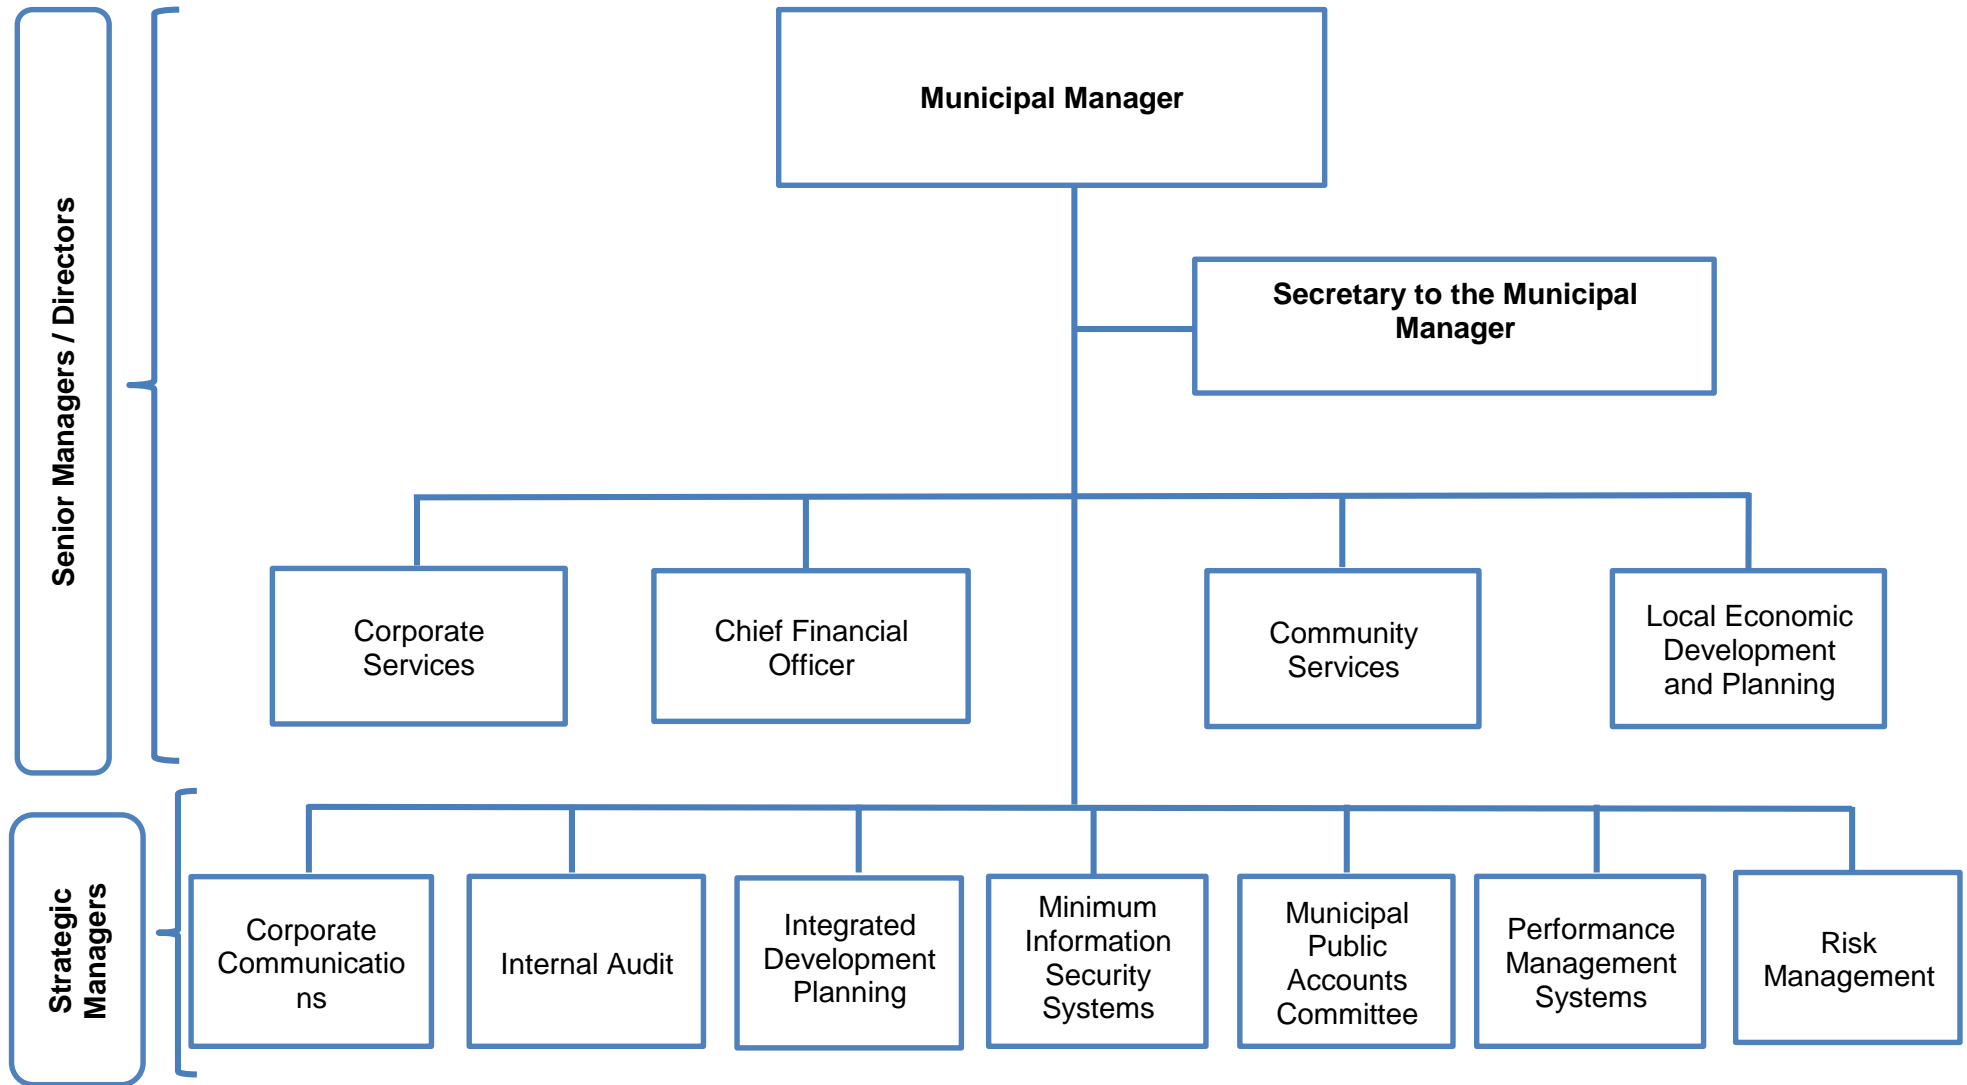 Senior Managers / Directors
Municipal Manager
Secretary to the Municipal
Manager
Corporate
Services
Chief Financial
Officer
Community
Services
Local Economic
Development
and Planning
Strategic
Managers
Corporate
Communicatio
ns
Internal Audit
Integrated
Development
Planning
Minimum
Information
Security
Systems
Municipal
Public
Accounts
Committee
Performance
Management
Systems
Risk
Management